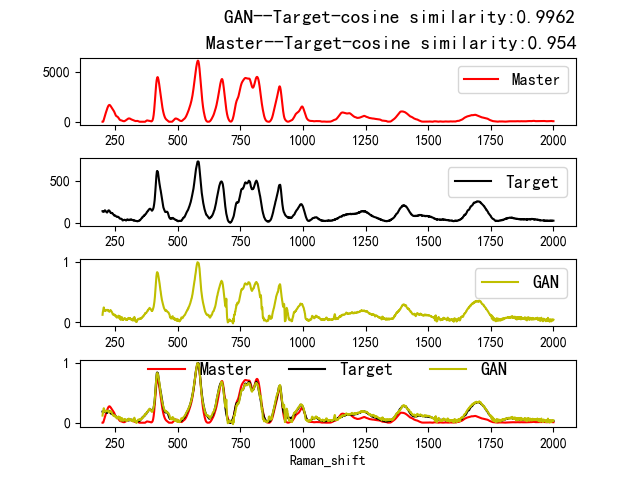 GAN--Target-cosine similarity:0.9962
Master--Target-cosine similarity:0.954
5000
0
Master
250 500 750 1000 1250 1500 1750 2000
500
0
Target
250 500 750 1000 1250 1500 1750 2000
1
0
GAN
250 500 750 1000 1250 1500 1750 2000
1
0
Master Target GAN
250 500 750 1000 1250 1500 1750 2000
Raman_shift